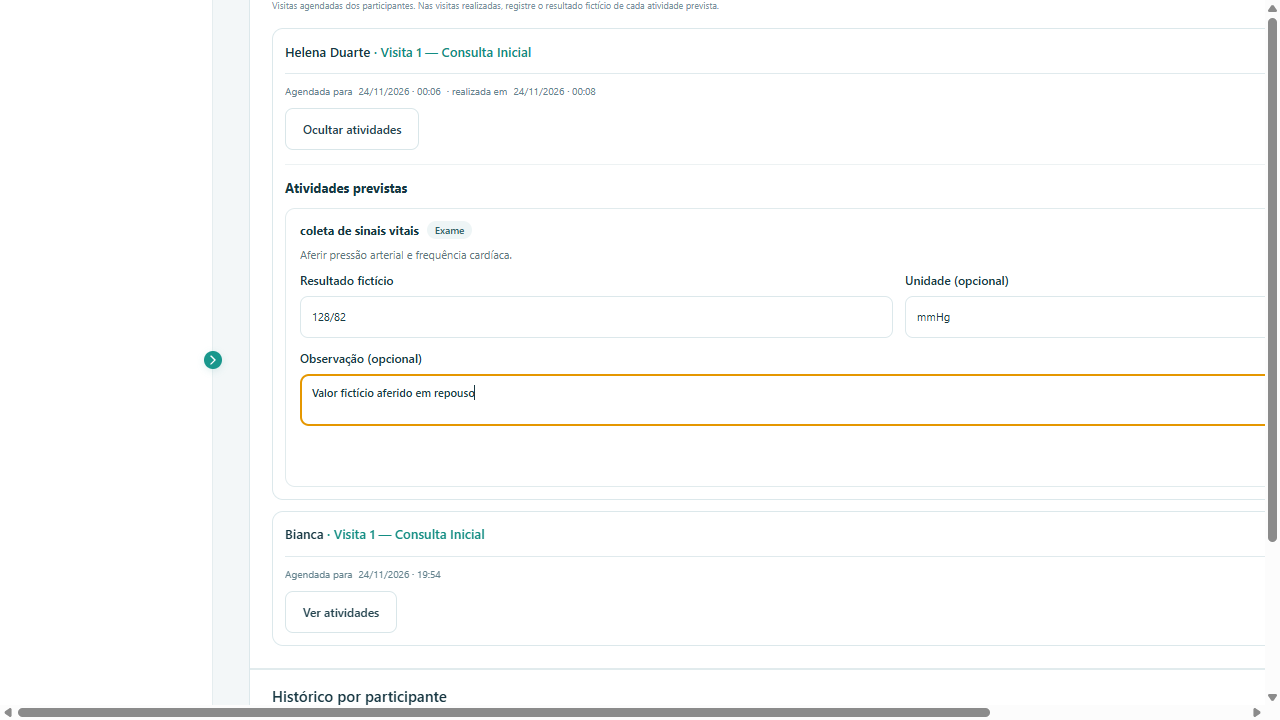 Visitas agendadas dos participantes. Nas visitas realizadas, registre o resultado fictício de cada atividade prevista.
Helena Duarte · Visita 1 — Consulta Inicial
Agendada para 24/11/2026 · 00:06 · realizada em 24/11/2026 · 00:08
Ocultar atividades
Atividades previstas
coleta de sinais vitais Exame
Aferir pressão arterial e frequência cardíaca.
Resultado fictício Unidade (opcional)
128/82 mmHg
Observação (opcional)
Valor fictício aferido em repouso
Bianca · Visita 1 — Consulta Inicial
Agendada para 24/11/2026 · 19:54
Ver atividades
Histórico por participante